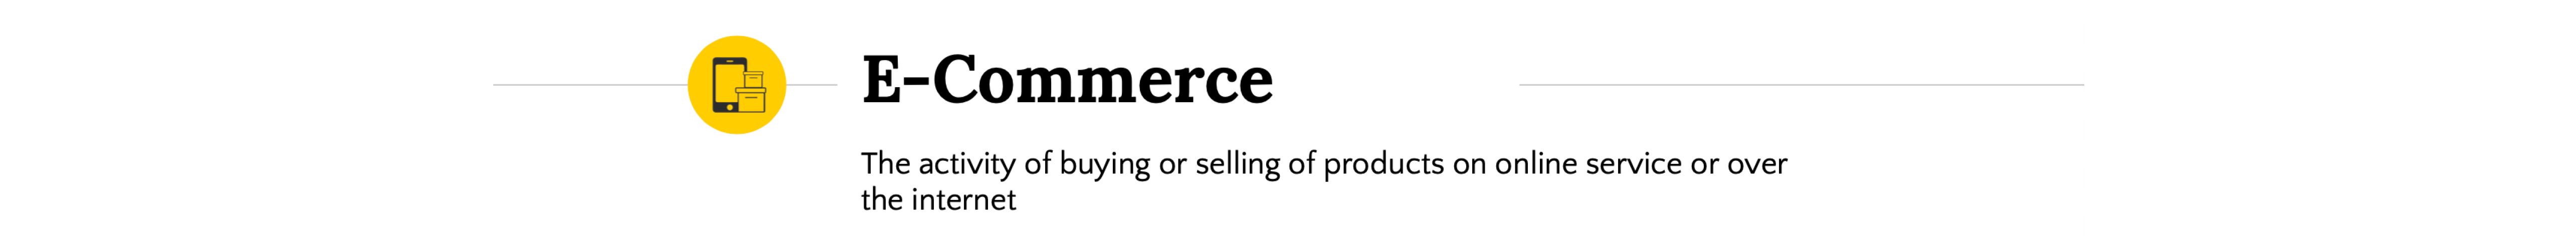 E-Commerce
The activity of buying or selling of products on online service or over
the internet